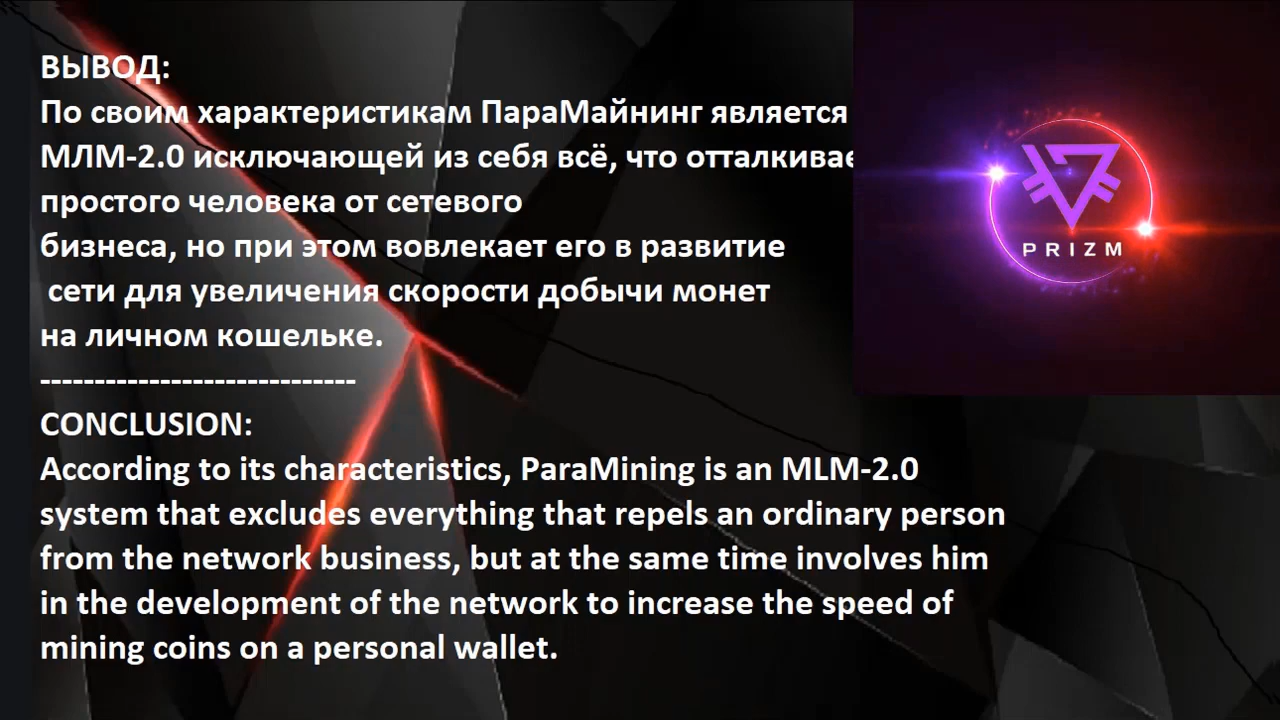 ВЫВОД:
По своим характеристикам ПараМайнинг является
МЛМ-2.0 исключающей из себя всё, что отталкивае
простого человека от сетевого
бизнеса, но при этом вовлекает его в развитие
сети для увеличения скорости добычи монет
на личном кошельке.
-----------------------------
CONCLUSION:
According to its characteristics, ParaMining is an MLM-2.0
system that excludes everything that repels an ordinary person
from the network business, but at the same time involves him
in the development of the network to increase the speed of
mining coins on a personal wallet.
PRIZM